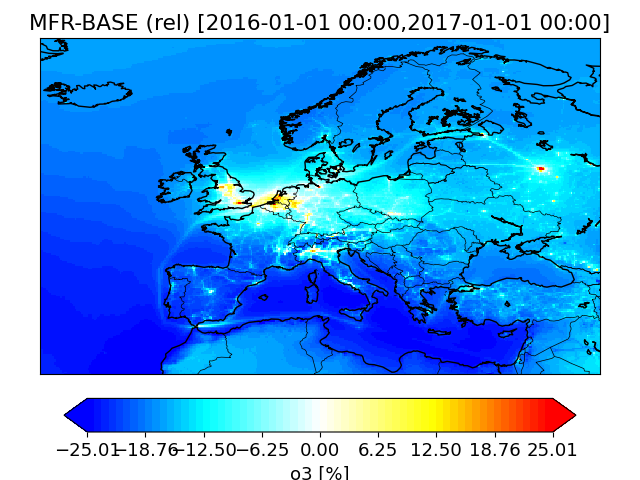 MFR-BASE (rel) [2016-01-01 00:00,2017-01-01 00:00]
−25.01 −18.76 −12.50 −6.25 0.00 6.25 12.50 18.76 25.01
o3 [%]